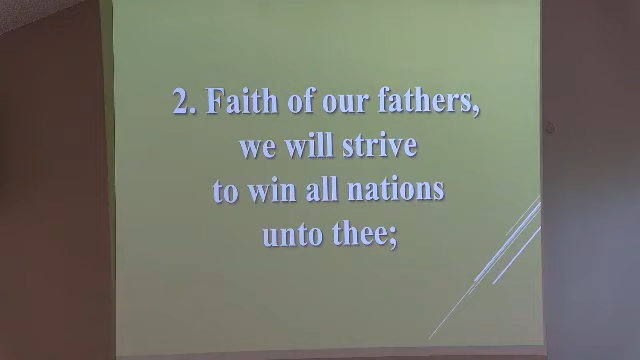 2. Faith of our fathers,
we will strive
to win all nations
unto thee;